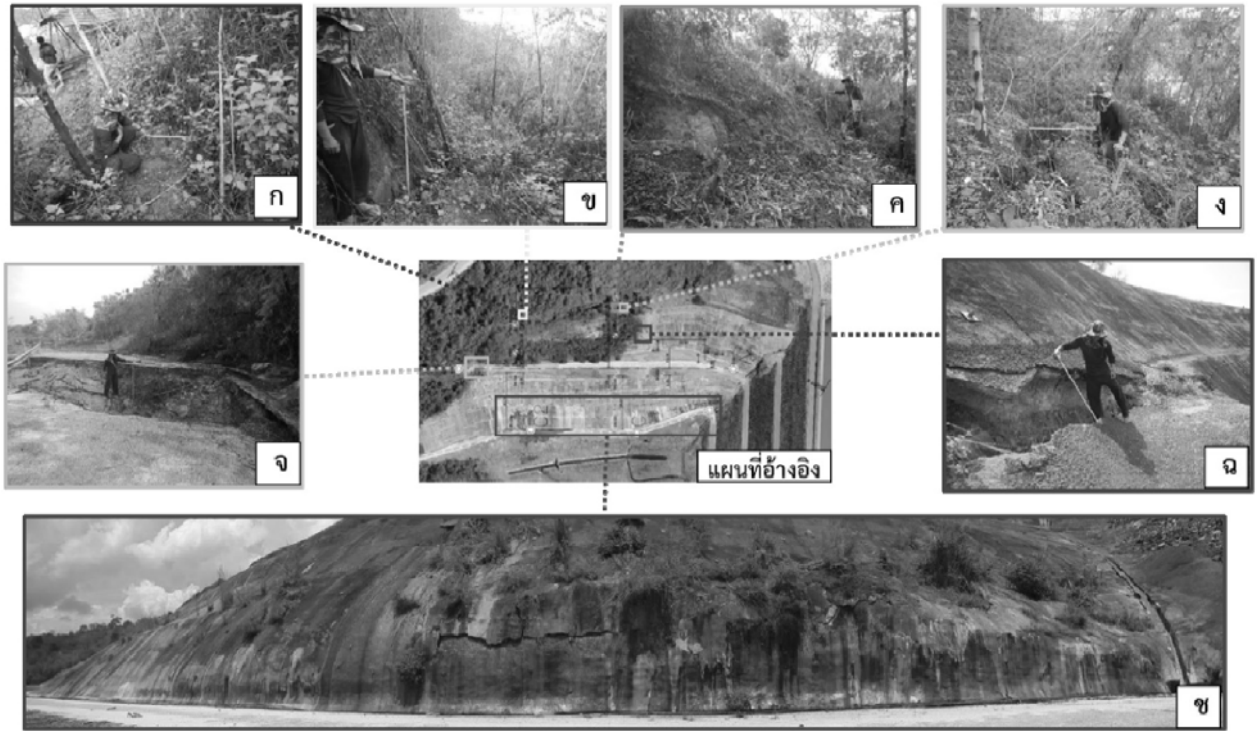 ก
ข
ค
ง
จ
แผนที่อ้างอิง
ฉ
ช